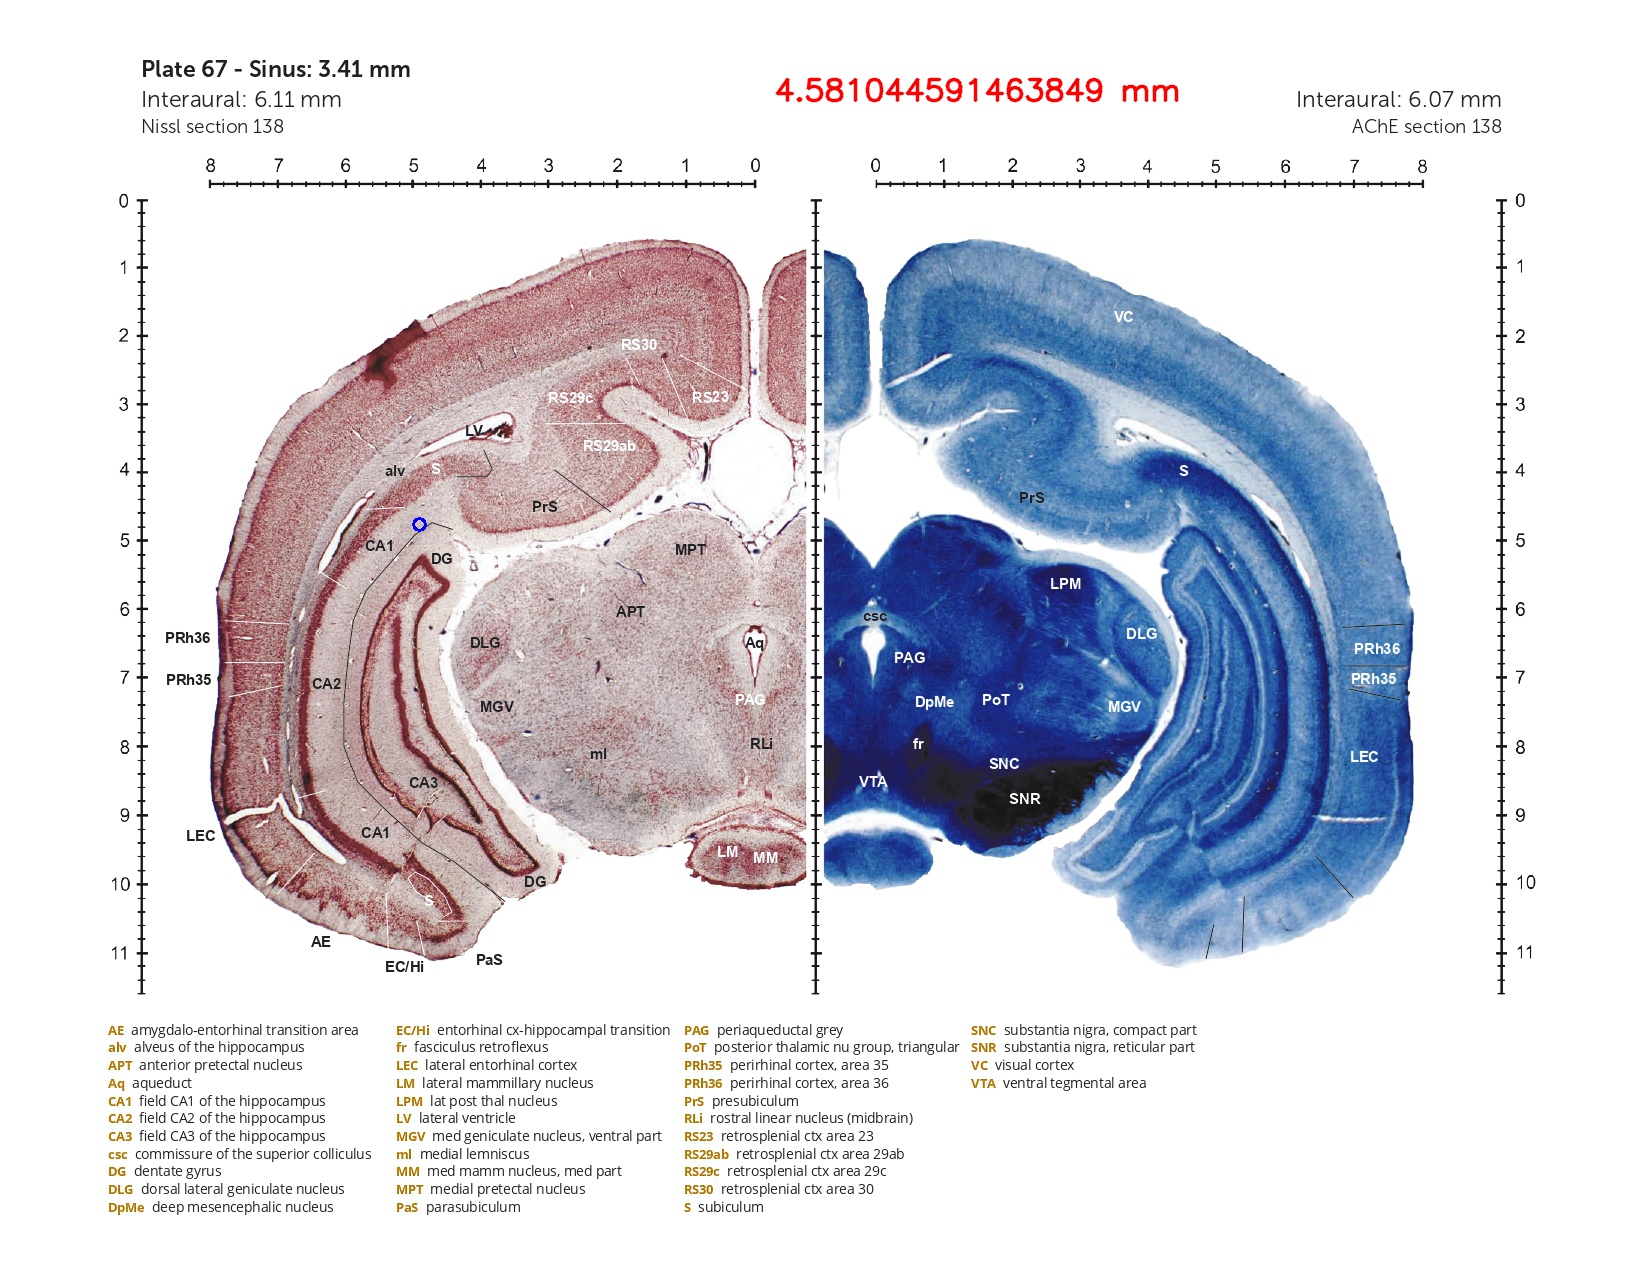 Plate 67 - Sinus: 3.41 mm
Interaural: 6.11 mm
Nissl section 138
4.581044591463849 mm
Interaural: 6.07 mm
AChE section 138
8 7 6 5 4 3 2 1 0
0 1 2 3 4 5 6 7 8
0 0
1 1
VC
2 2
RS30
RS29c RS23
3 3
LV
RS29ab
alv S
4 S 4
PrS PrS
CA1
5 MPT 5
DG
LPM
6 APT csc 6
DLG Aq DLG
PRh36 PAG PRh36
PRh35 CA2 PRh35
7 7
PAG DpMe PoT
MGV MGV
RLi fr
8 ml SNC LEC 8
CA3 VTA
SNR
9 9
LEC CA1
LM MM
DG
10 10
S
AE
11 11
EC/Hi PaS
AE amygdalo-entorhinal transition area
alv alveus of the hippocampus
APT anterior pretectal nucleus
Aq aqueduct
CA1 field CA1 of the hippocampus
CA2 field CA2 of the hippocampus
CA3 field CA3 of the hippocampus
csc commissure of the superior colliculus
DG dentate gyrus
DLG dorsal lateral geniculate nucleus
DpMe deep mesencephalic nucleus
EC/Hi entorhinal cx-hippocampal transition
fr fasciculus retroflexus
LEC lateral entorhinal cortex
LM lateral mammillary nucleus
LPM lat post thal nucleus
LV lateral ventricle
MGV med geniculate nucleus, ventral part
ml medial lemniscus
MM med mamm nucleus, med part
MPT medial pretectal nucleus
PaS parasubiculum
PAG periaqueductal grey
PoT posterior thalamic nu group, triangular
PRh35 perirhinal cortex, area 35
PRh36 perirhinal cortex, area 36
PrS presubiculum
RLi rostral linear nucleus (midbrain)
RS23 retrosplenial ctx area 23
RS29ab retrosplenial ctx area 29ab
RS29c retrosplenial ctx area 29c
RS30 retrosplenial ctx area 30
S subiculum
SNC substantia nigra, compact part
SNR substantia nigra, reticular part
VC visual cortex
VTA ventral tegmental area